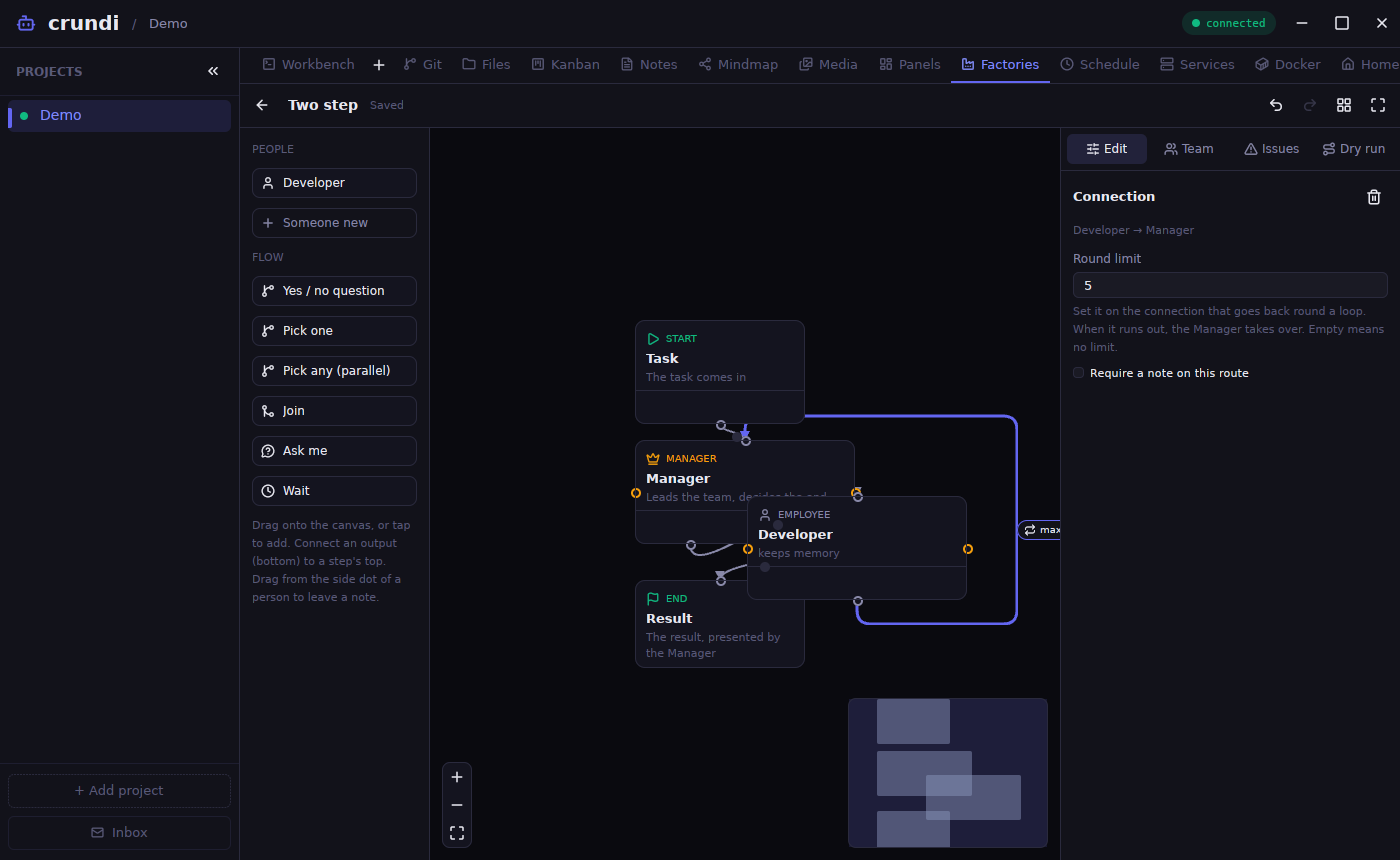 crundi / Demo
connected
PROJECTS
Demo
+ Add project
Inbox
Workbench
Git
Files
Kanban
Notes
Mindmap
Media
Panels
Factories
Schedule
Services
Docker
Home
Two step
Saved
PEOPLE
Developer
Someone new
FLOW
Yes / no question
Pick one
Pick any (parallel)
Join
Ask me
Wait
Drag onto the canvas, or tap
to add. Connect an output
(bottom) to a step's top.
Drag from the side dot of a
person to leave a note.
START
Task
The task comes in
MANAGER
Manager
Leads the team, decides the end
EMPLOYEE
Developer
keeps memory
END
Result
The result, presented by
the Manager
max
Edit
Team
Issues
Dry run
Connection
Developer → Manager
Round limit
5
Set it on the connection that goes back round a loop.
When it runs out, the Manager takes over. Empty means
no limit.
Require a note on this route